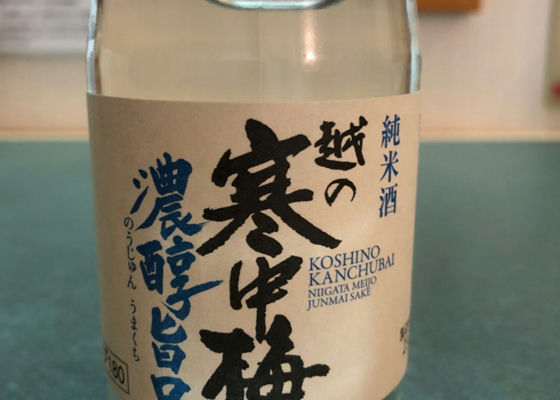 純米酒
越の
寒中梅
KOSHINO
KANCHUBAI
NIIGATA MEIJO
JUNMAI SAKE
濃醇旨口
のうじゅん うまくち
180